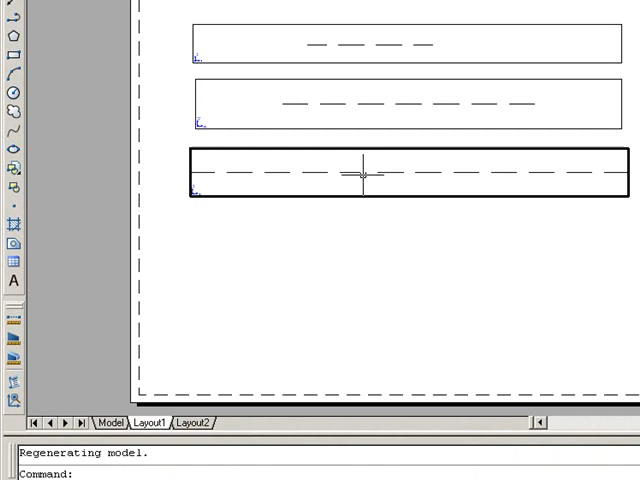 A
Model
Layout1
Layout2
Regenerating model.
Command: